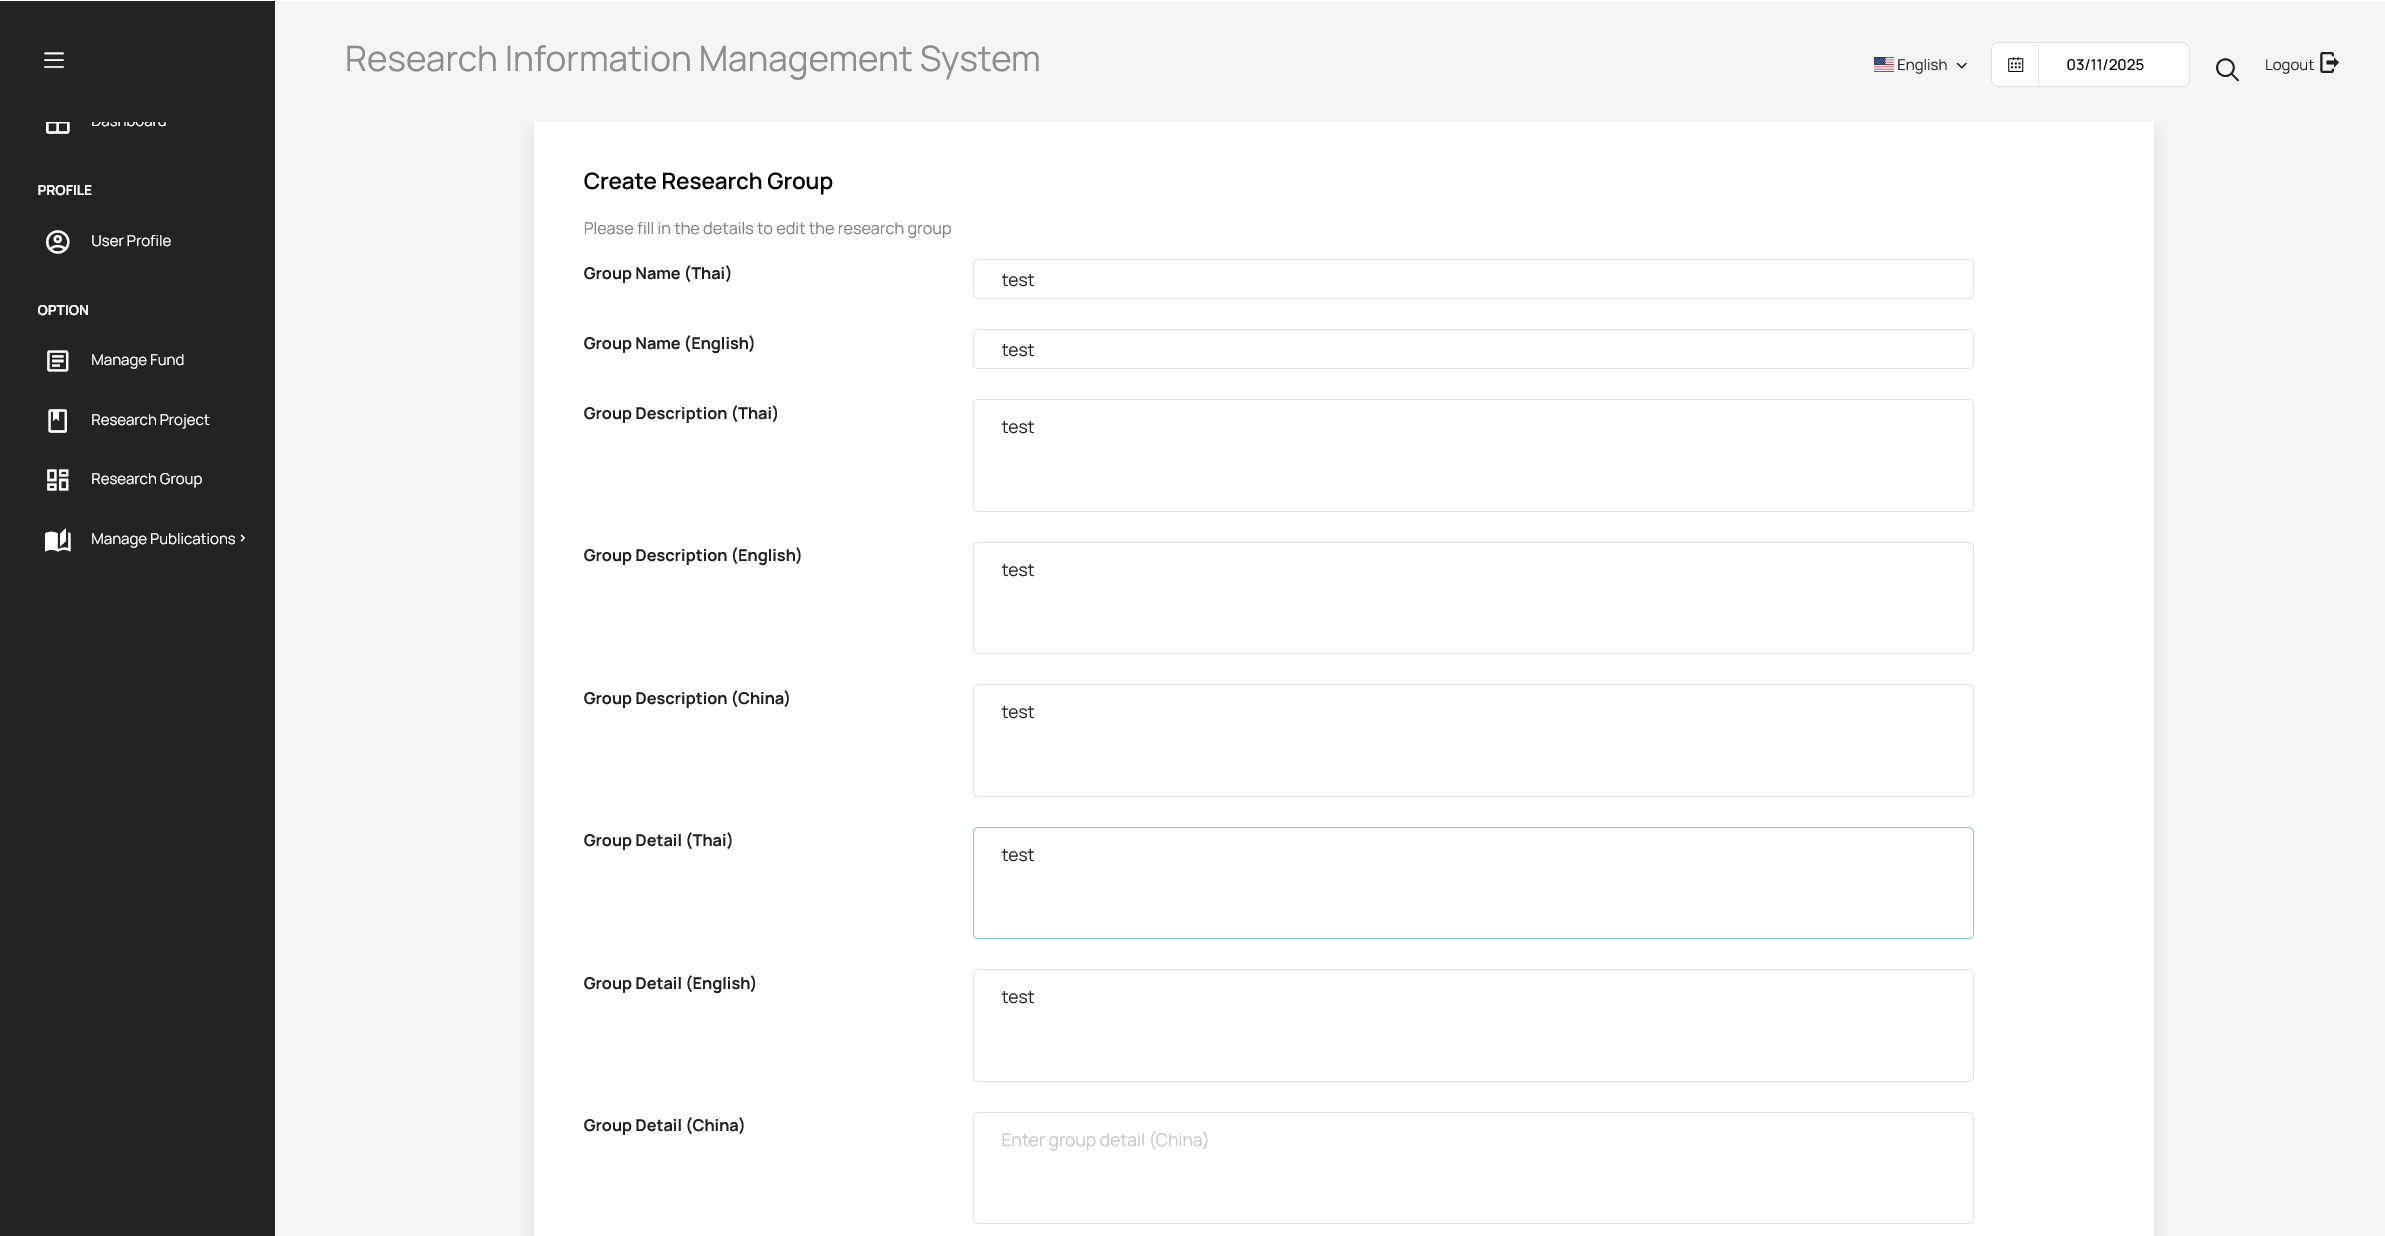 Research Information Management System
English
03/11/2025
Logout
Dashboard
PROFILE
User Profile
OPTION
Manage Fund
Research Project
Research Group
Manage Publications
Create Research Group
Please fill in the details to edit the research group
Group Name (Thai)
test
Group Name (English)
test
Group Description (Thai)
test
Group Description (English)
test
Group Description (China)
test
Group Detail (Thai)
test
Group Detail (English)
test
Group Detail (China)
Enter group detail (China)